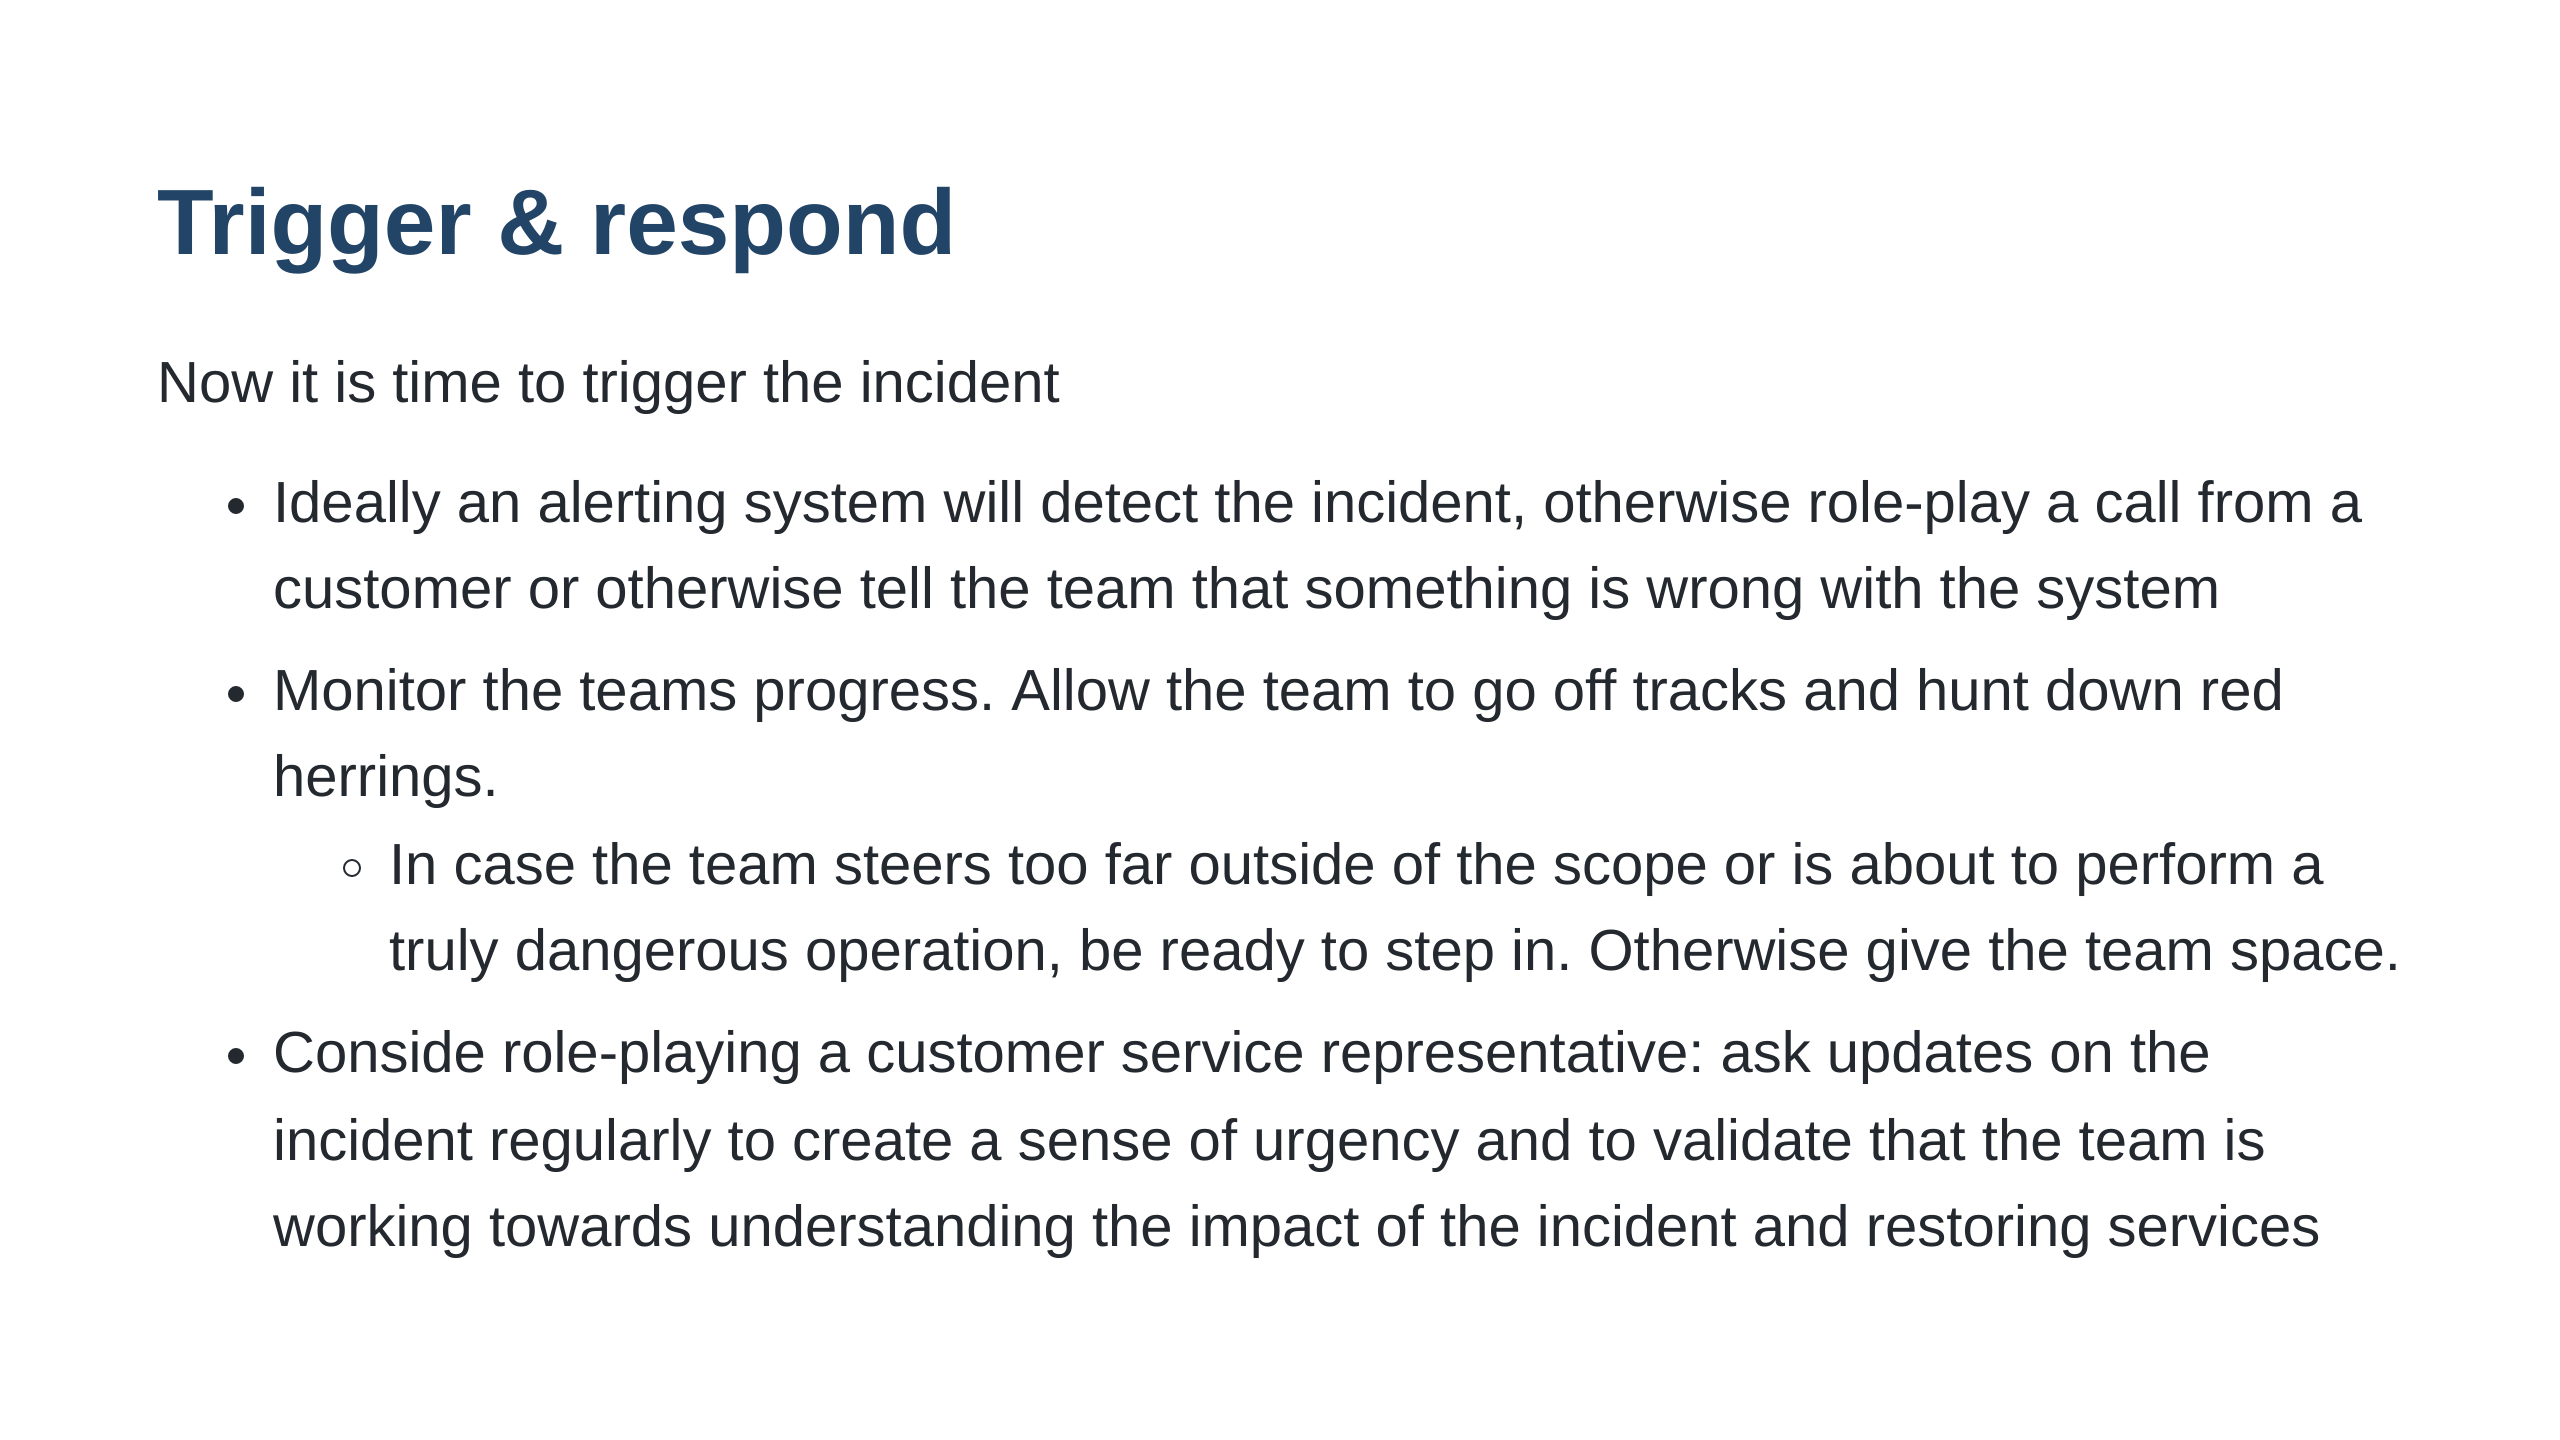 Trigger & respond
Now it is time to trigger the incident
Ideally an alerting system will detect the incident, otherwise role-play a call from a
customer or otherwise tell the team that something is wrong with the system
Monitor the teams progress. Allow the team to go off tracks and hunt down red
herrings.
In case the team steers too far outside of the scope or is about to perform a
truly dangerous operation, be ready to step in. Otherwise give the team space.
Conside role-playing a customer service representative: ask updates on the
incident regularly to create a sense of urgency and to validate that the team is
working towards understanding the impact of the incident and restoring services